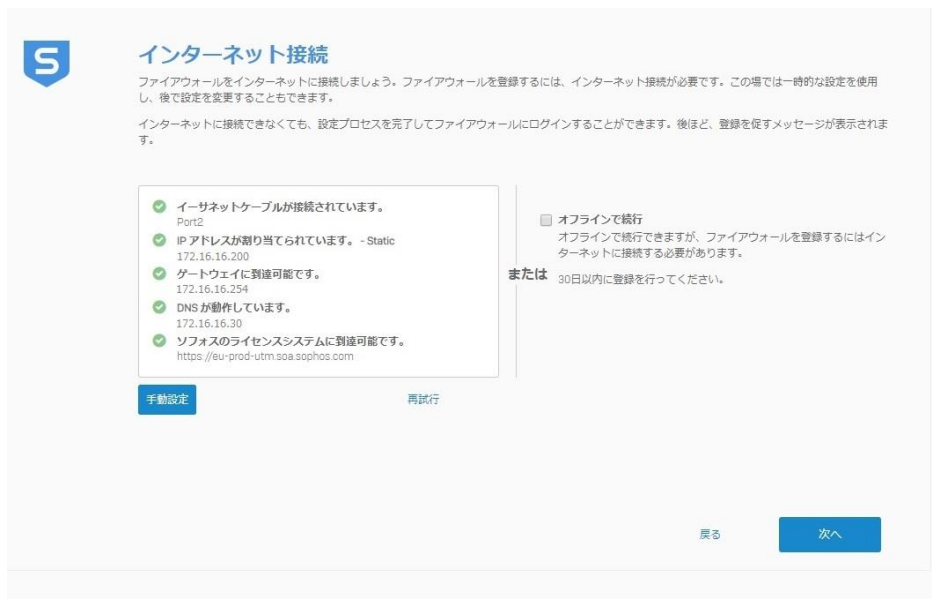 インターネット接続
ファイアウォールをインターネットに接続しましょう。ファイアウォールを登録するには、インターネット接続が必要です。この場では一時的な設定を使用
し、後で設定を変更することもできます。
インターネットに接続できなくても、設定プロセスを完了してファイアウォールにログインすることができます。後ほど、登録を促すメッセージが表示されま
す。
イーサネットケーブルが接続されています。
Port2
IP アドレスが割り当てられています。 - Static
172.16.16.200
ゲートウェイに到達可能です。
172.16.16.254
DNS が動作しています。
172.16.16.30
ソフォスのライセンスシステムに到達可能です。
https://eu-prod-utm.soa.sophos.com
手動設定
再試行
または
オフラインで続行
オフラインで続行できますが、ファイアウォールを登録するにはイン
ターネットに接続する必要があります。
30日以内に登録を行ってください。
戻る
次へ